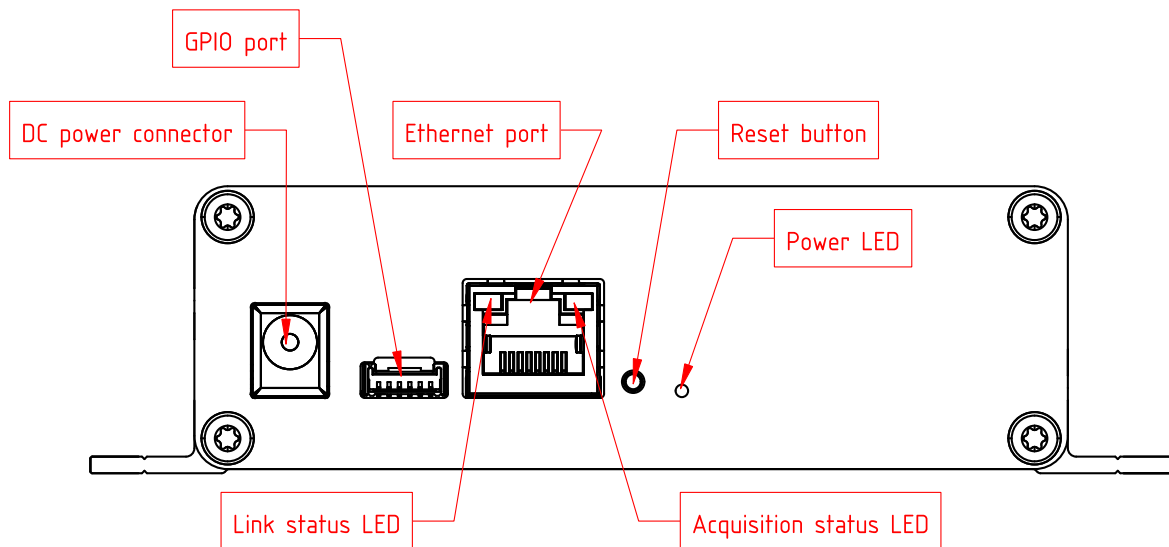 GPIO port
DC power connector
Ethernet port
Reset button
Power LED
Link status LED
Acquisition status LED